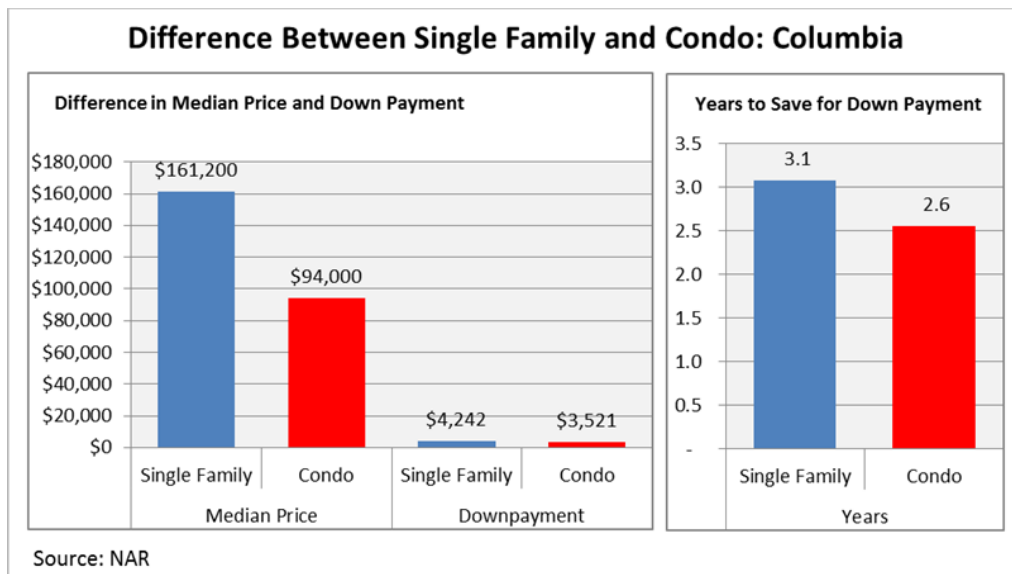 Difference Between Single Family and Condo: Columbia
Difference in Median Price and Down Payment
$180,000
$160,000
$140,000
$120,000
$100,000
$80,000
$60,000
$40,000
$20,000
$0
$161,200
$94,000
$4,242
$3,521
Single Family
Condo
Single Family
Condo
Median Price
Downpayment
Years to Save for Down Payment
3.5
3.0
2.5
2.0
1.5
1.0
0.5
-
3.1
2.6
Single Family
Condo
Years
Source: NAR